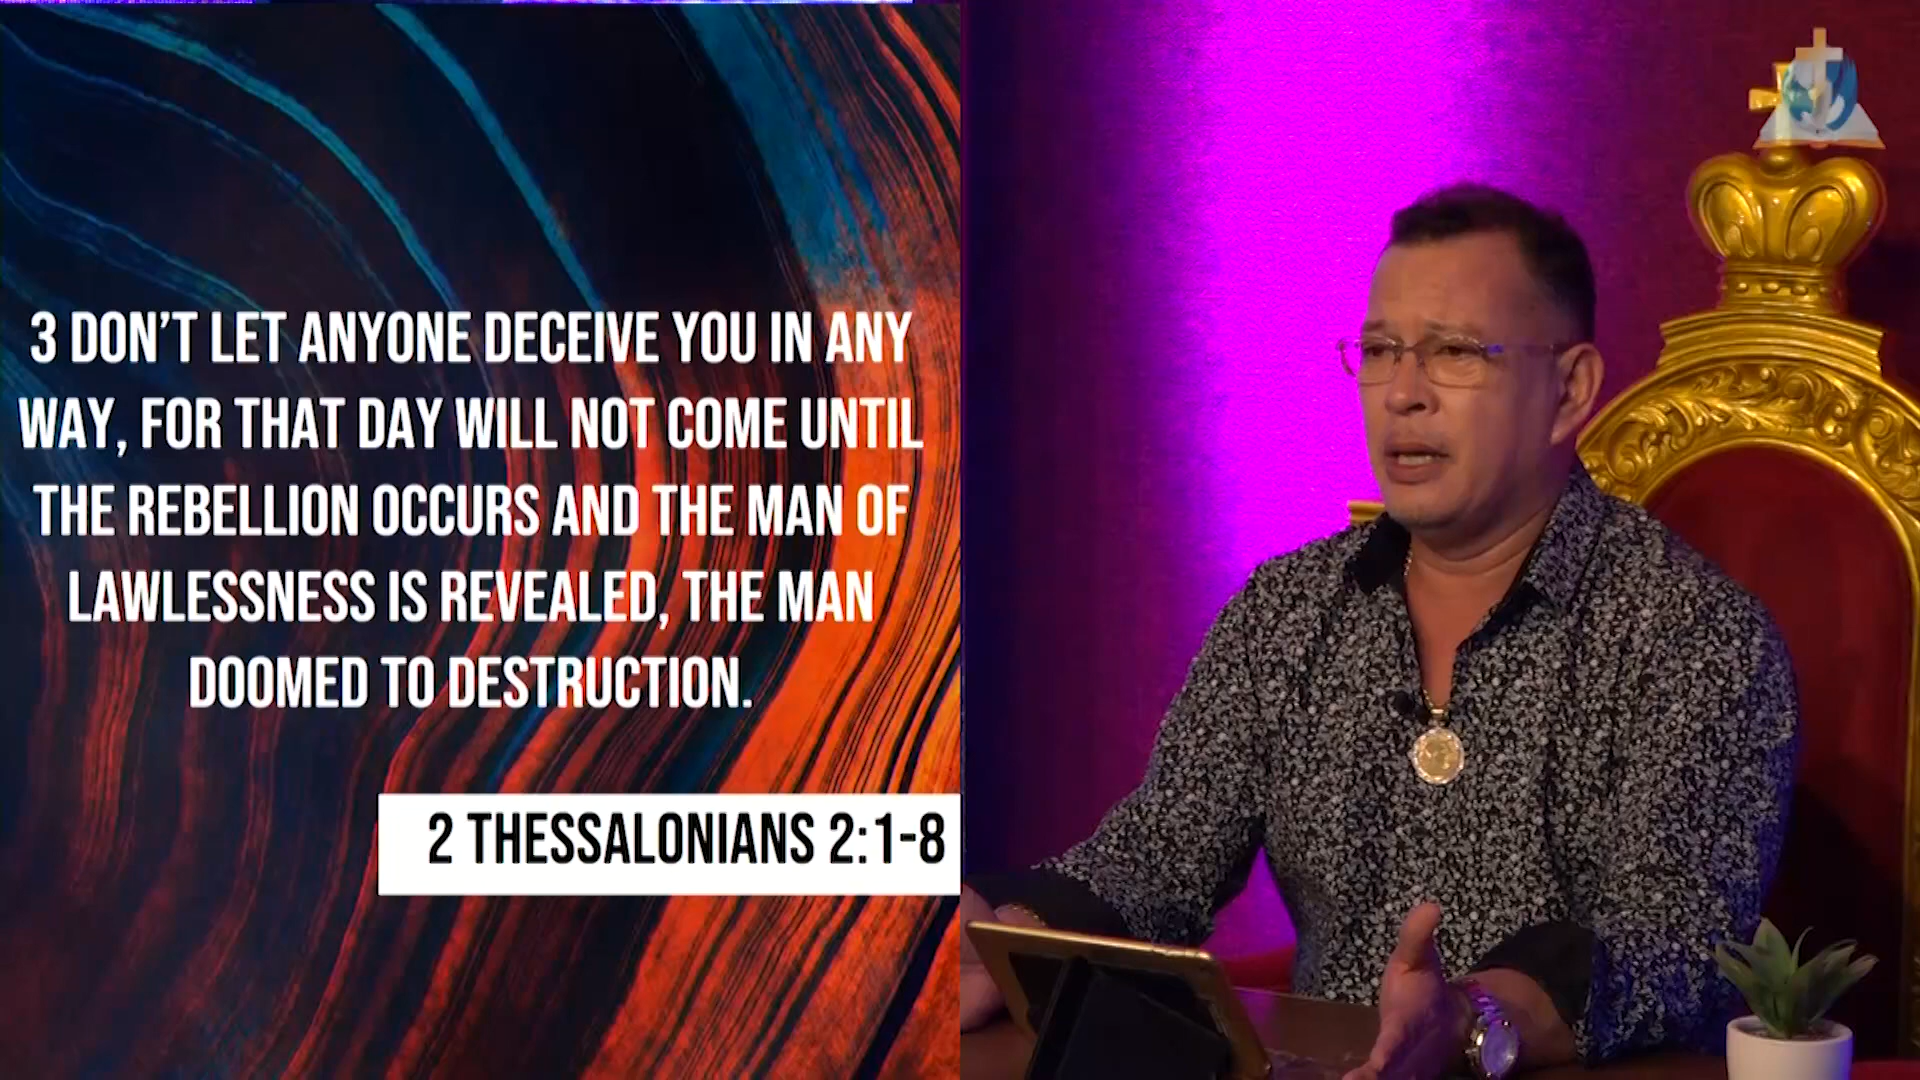 3 DON’T LET ANYONE DECEIVE YOU IN ANY
WAY, FOR THAT DAY WILL NOT COME UNTIL
THE REBELLION OCCURS AND THE MAN OF
LAWLESSNESS IS REVEALED, THE MAN
DOOMED TO DESTRUCTION.
2 THESSALONIANS 2:1-8